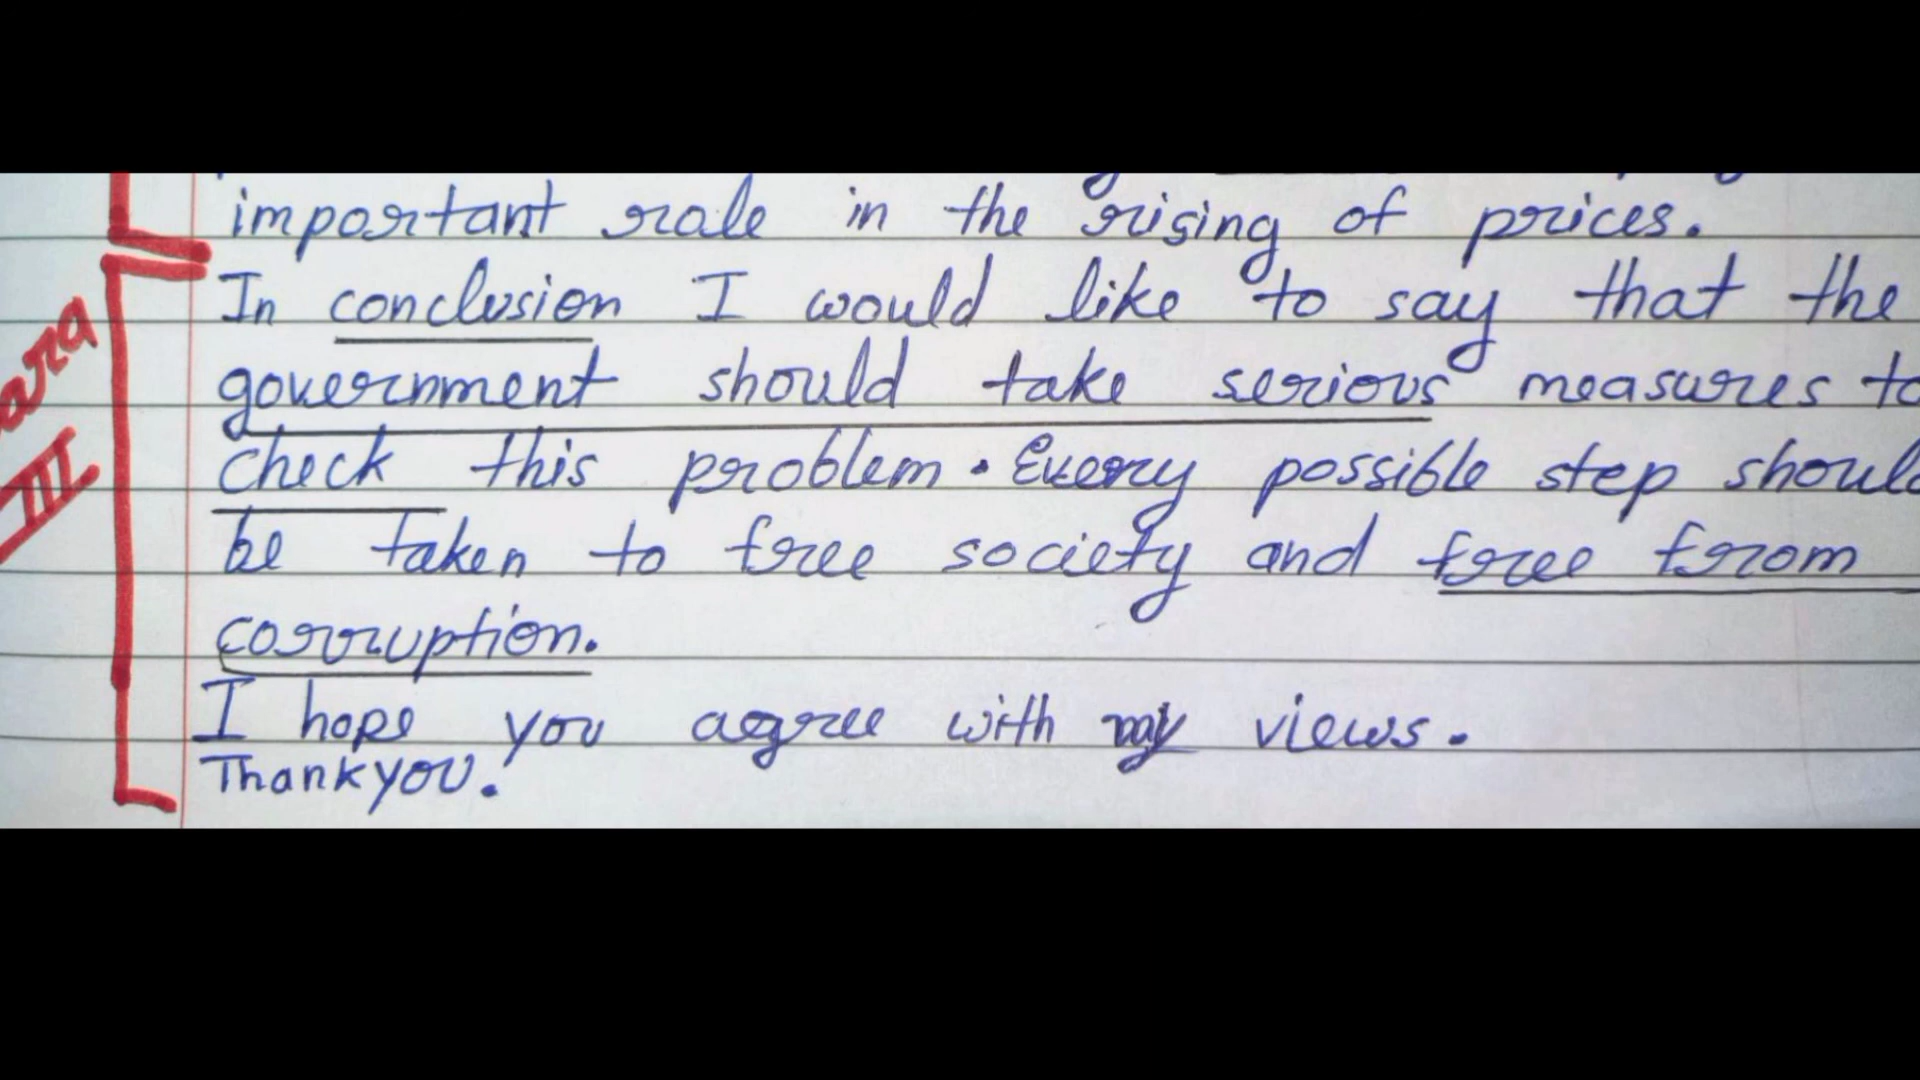 important role in the rising of prices.
In conclusion I would like to say that the
government should take serious measures to
check this problem. Every possible step should
be taken to free society and free from
corruption.
I hope you agree with my views.
Thankyou.
ara
III